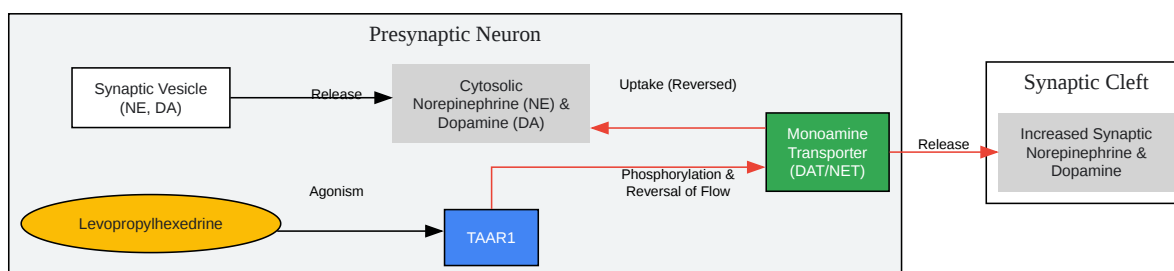 Presynaptic Neuron
Synaptic Vesicle
(NE, DA)
Release
Cytosolic
Norepinephrine (NE) &
Dopamine (DA)
Uptake (Reversed)
Monoamine
Transporter
(DAT/NET)
Release
Synaptic Cleft
Increased Synaptic
Norepinephrine &
Dopamine
Phosphorylation &
Reversal of Flow
Levopropylhexedrine
Agonism
TAAR1